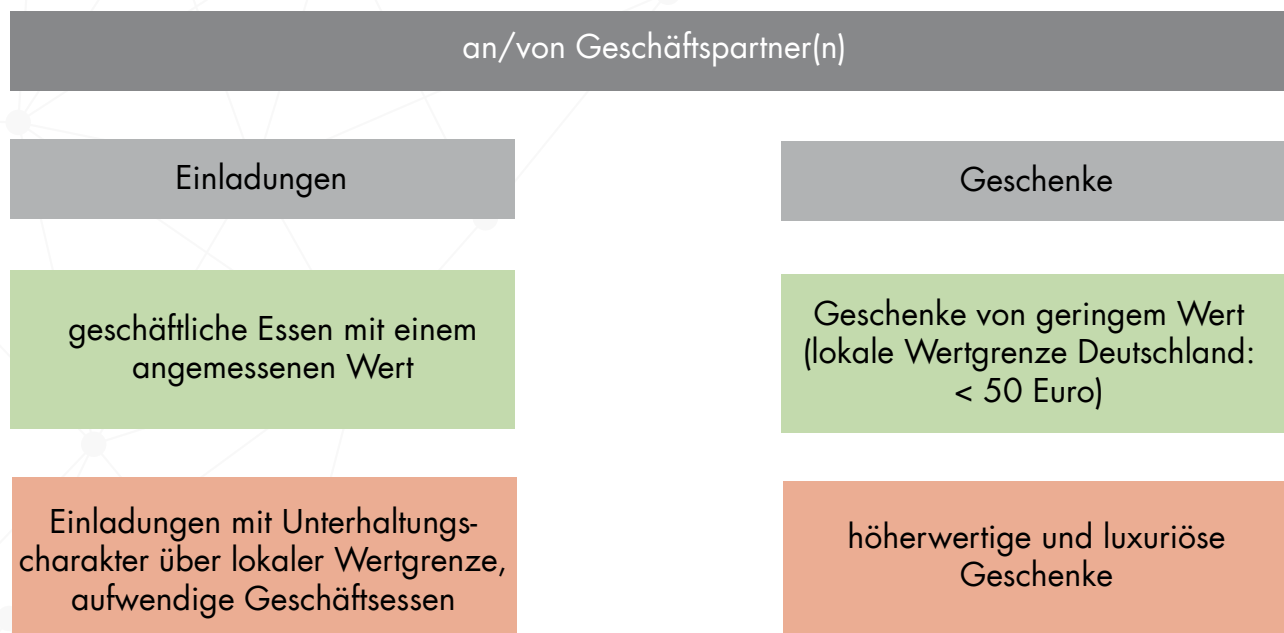 an/von Geschäftspartner(n)
Einladungen
Geschenke
geschäftliche Essen mit einem
angemessenen Wert
Geschenke von geringem Wert
(lokale Wertgrenze Deutschland:
< 50 Euro)
Einladungen mit Unterhaltungs-
charakter über lokaler Wertgrenze,
aufwendige Geschäftsessen
höherwertige und luxuriöse
Geschenke